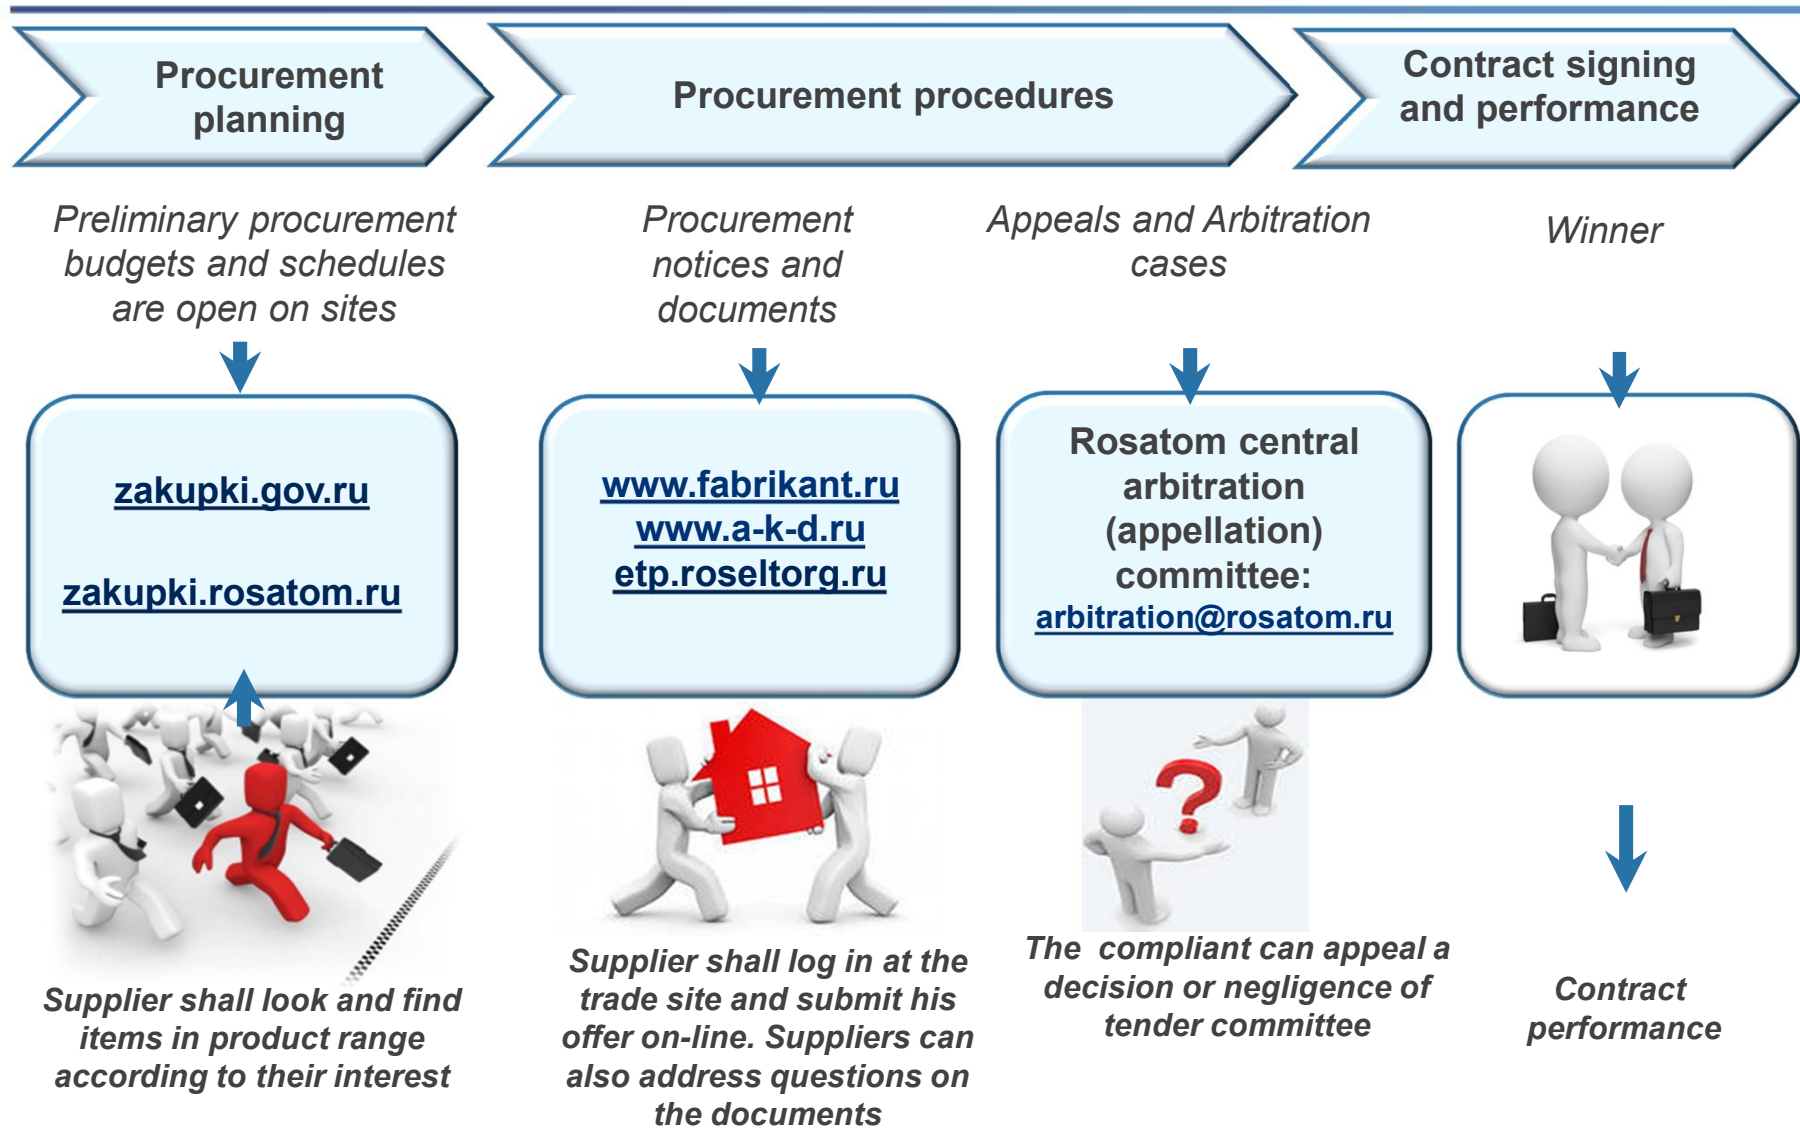 Procurement
planning
Procurement procedures
Contract signing
and performance
Preliminary procurement
budgets and schedules
are open on sites
Procurement
notices and
documents
Appeals and Arbitration
cases
Winner
zakupki.gov.ru
zakupki.rosatom.ru
www.fabrikant.ru
www.a-k-d.ru
etp.roseltorg.ru
Rosatom central
arbitration
(appellation)
committee:
arbitration@rosatom.ru
Supplier shall look and find
items in product range
according to their interest
Supplier shall log in at the
trade site and submit his
offer on-line. Suppliers can
also address questions on
the documents
The compliant can appeal a
decision or negligence of
tender committee
Contract
performance